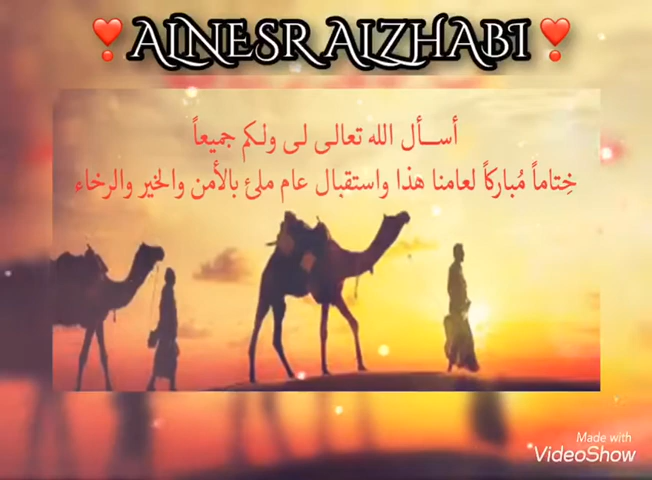 ❣ALNESR ALZHABI❣
أســأل الله تعالى لى ولكم جميعاً
خِتاماً مُباركاً لعامنا هذا واستقبال عام ملئ بالأمن والخير والرخاء
Made with
VideoShow